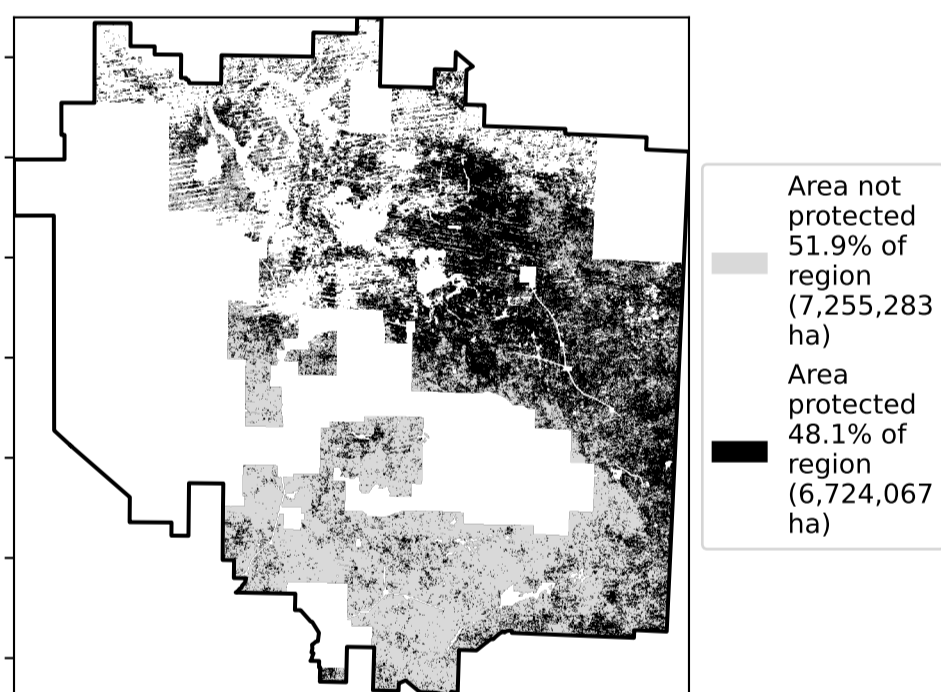 Area not
protected
51.9% of
region
(7,255,283
ha)
Area
protected
48.1% of
region
(6,724,067
ha)